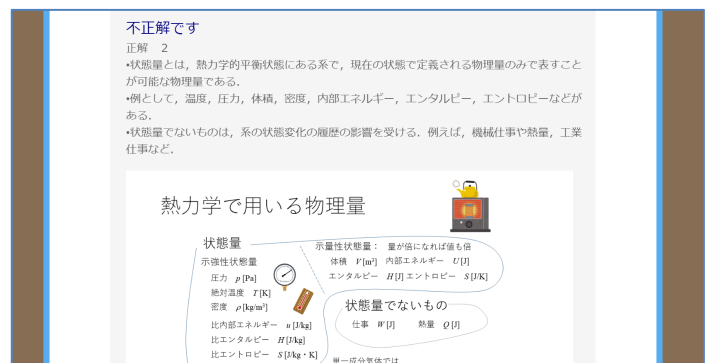 不正解です
正解　2
•状態量とは，熱力学的平衡状態にある系で，現在の状態で定義される物理量のみで表すこと
が可能な物理量である．
•例として，温度，圧力，体積，密度，内部エネルギー，エンタルピー，エントロピーなどが
ある．
•状態量でないものは，系の状態変化の履歴の影響を受ける．例えば，機械仕事や熱量，工業
仕事など．
熱力学で用いる物理量
状態量
示強性状態量
圧力　p [Pa]
絶対温度　T [K]
密度　ρ [kg/m³]
比内部エネルギー　u [J/kg]
比エンタルピー　H [J/kg]
比エントロピー　S [J/kg・K]
示量性状態量：　量が倍になれば値も倍
体積　V [m³]　内部エネルギー　U [J]
エンタルピー　H [J] エントロピー　S [J/K]
状態量でないもの
仕事　W [J]　　熱量　Q [J]
単一成分気体では